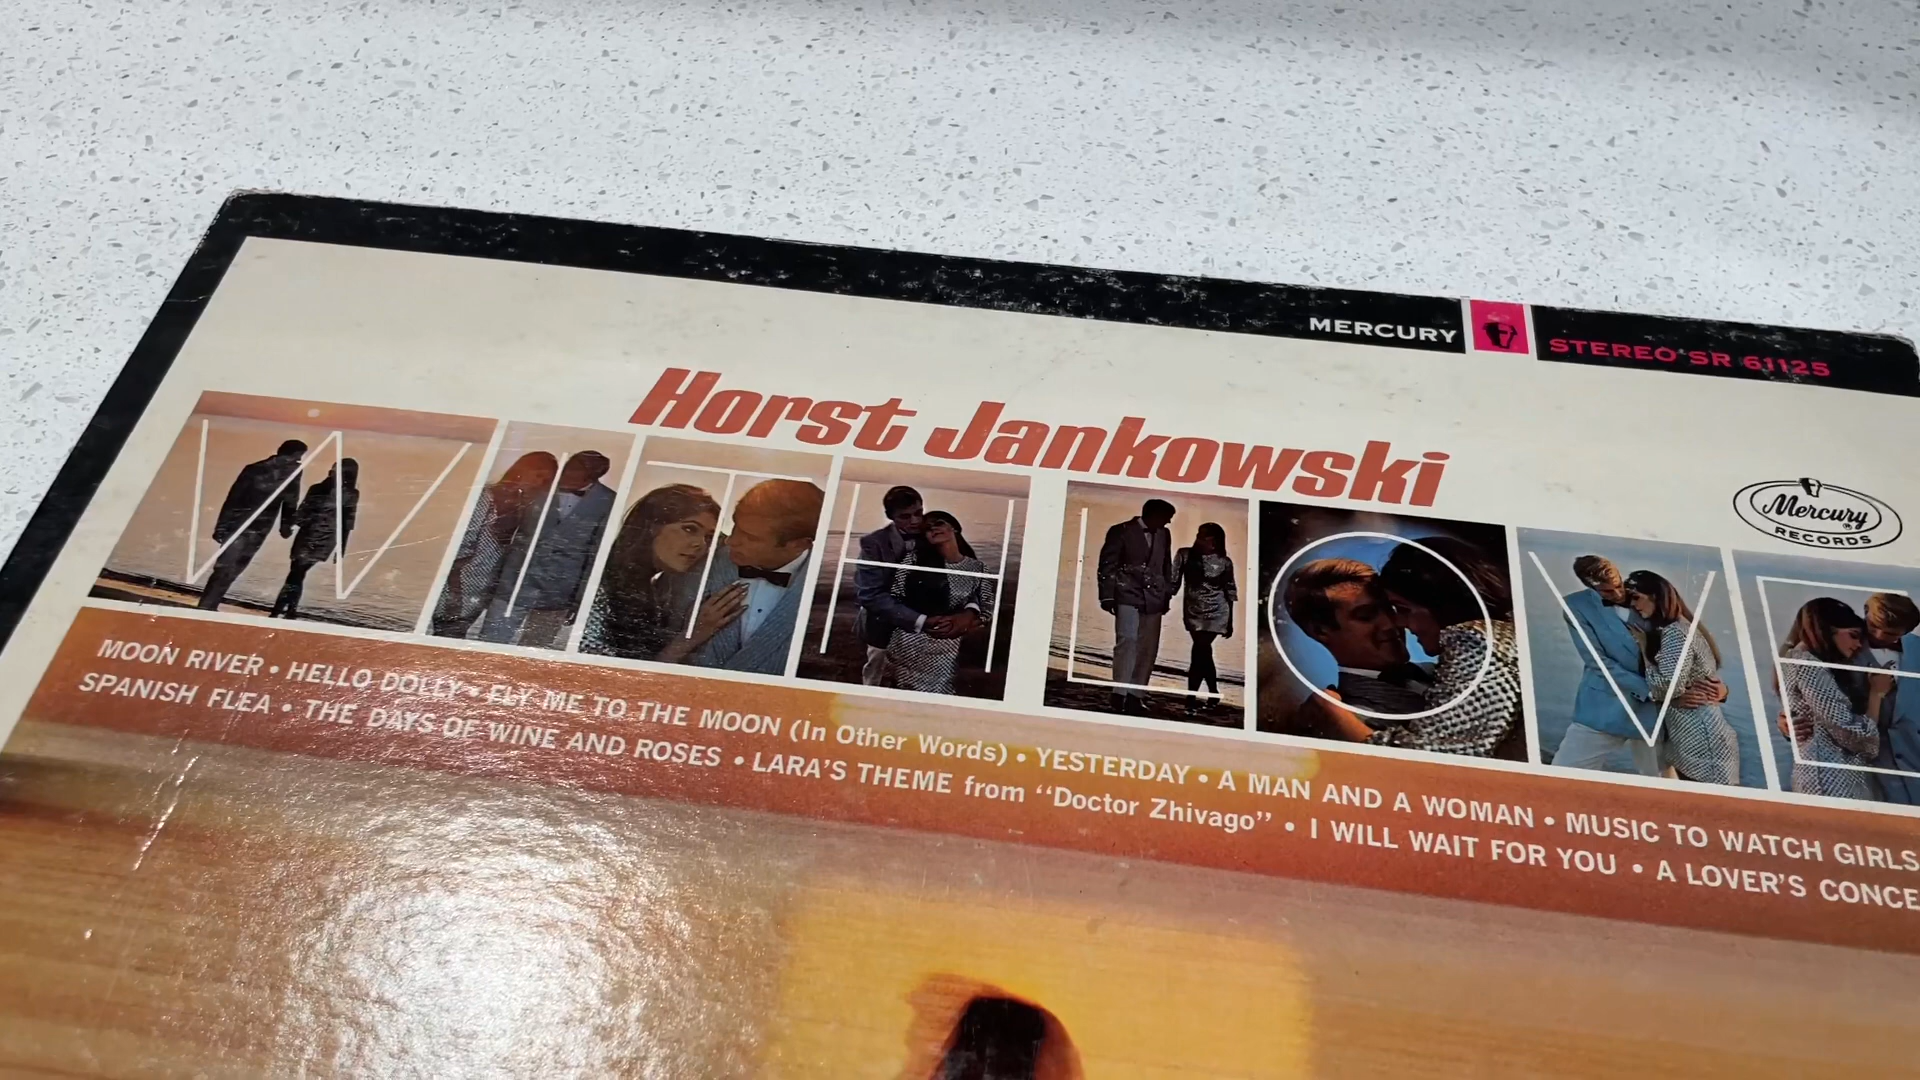 MERCURY
STEREO SR 61125
Horst Jankowski
WITH LOVE
Mercury
RECORDS
MOON RIVER • HELLO DOLLY • FLY ME TO THE MOON (In Other Words) • YESTERDAY • A MAN AND A WOMAN • MUSIC TO WATCH GIRLS
SPANISH FLEA • THE DAYS OF WINE AND ROSES • LARA'S THEME from "Doctor Zhivago" • I WILL WAIT FOR YOU • A LOVER'S